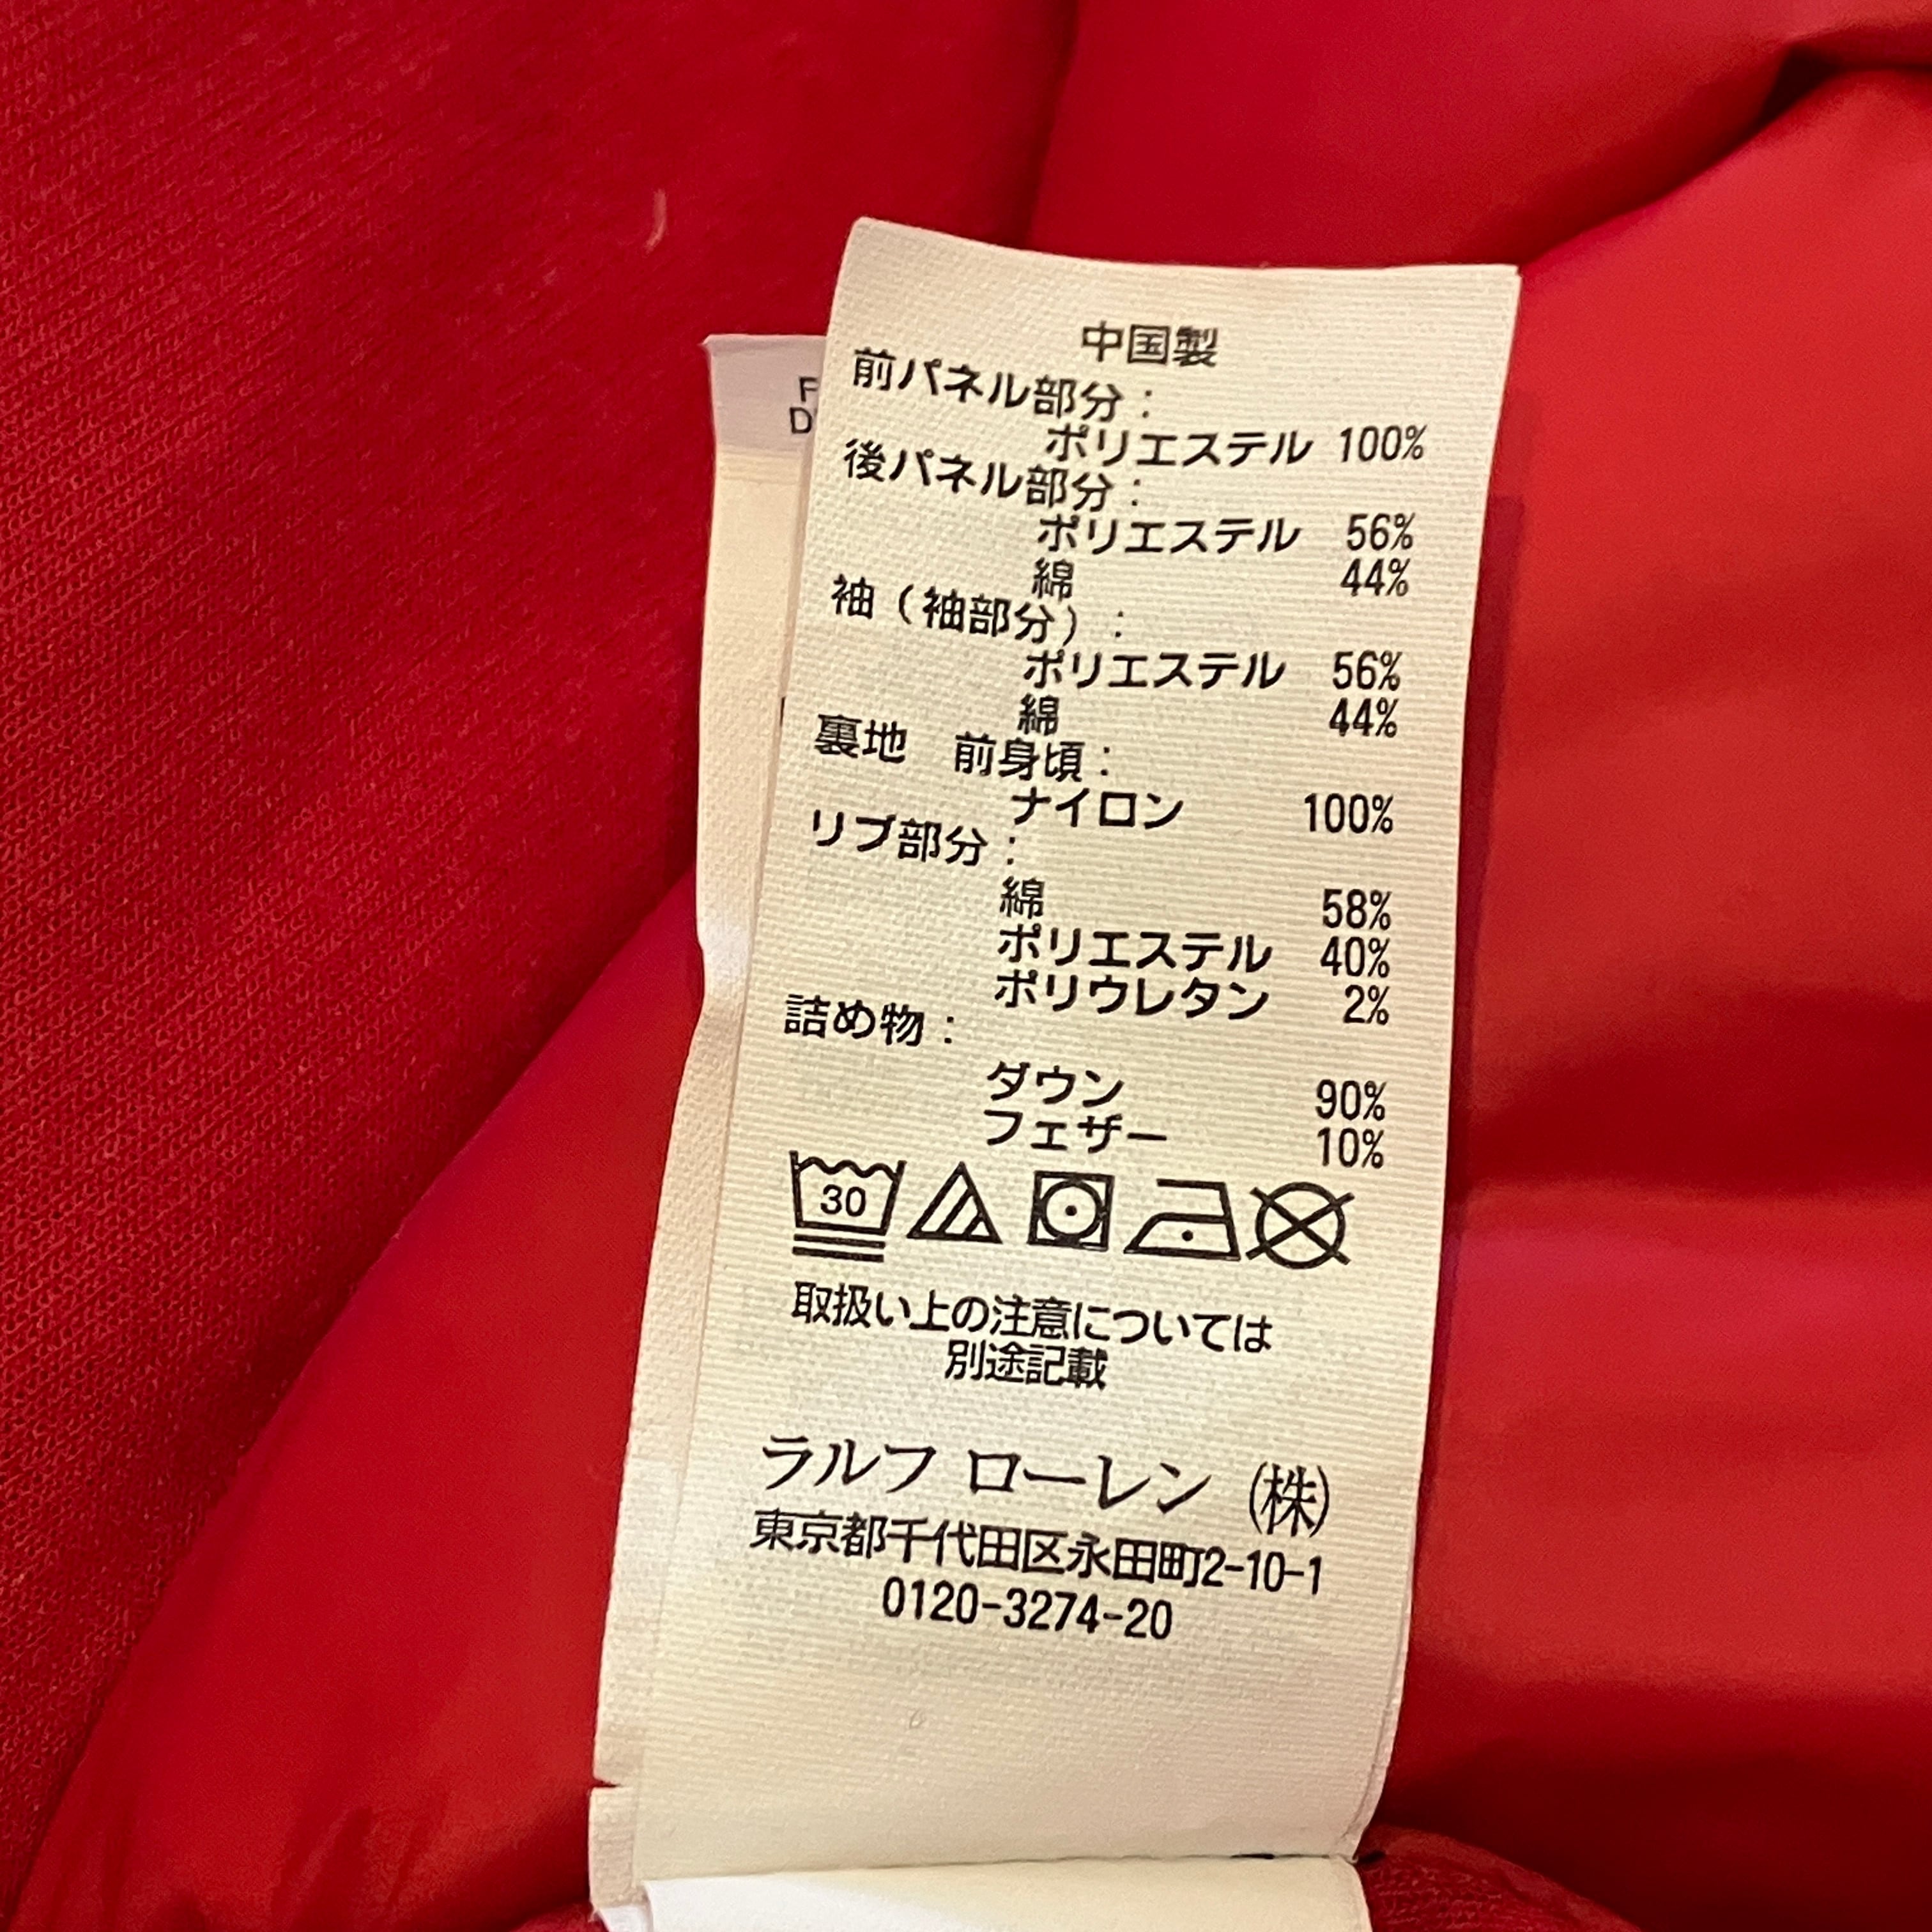 中国製
前パネル部分：
ポリエステル 100%
後パネル部分：
ポリエステル 56%
綿 44%
袖（袖部分）：
ポリエステル 56%
綿 44%
裏地　前身頃：
ナイロン 100%
リブ部分：
綿 58%
ポリエステル 40%
ポリウレタン 2%
詰め物：
ダウン 90%
フェザー 10%
30
取扱い上の注意については
別途記載
ラルフ ローレン (株)
東京都千代田区永田町2-10-1
0120-3274-20